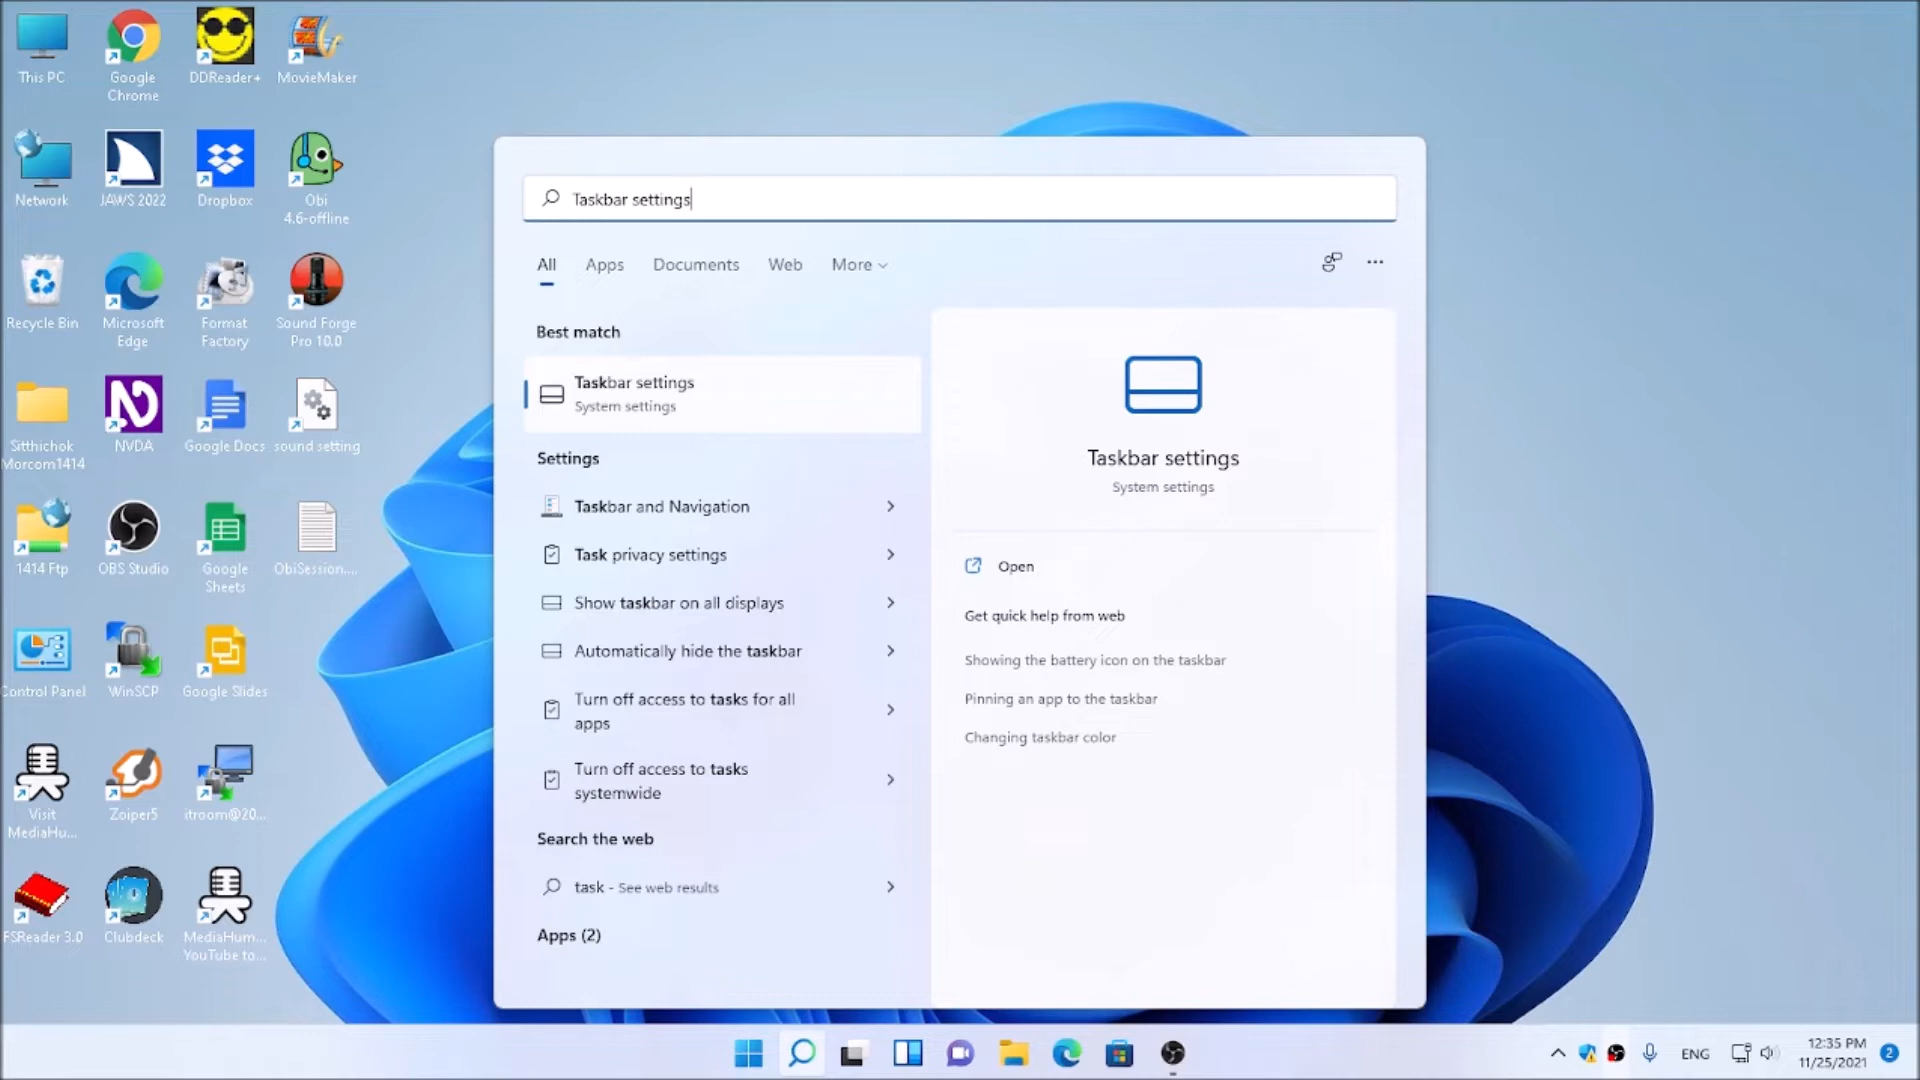 This PC
Google
Chrome
DDReader+
MovieMaker
Network
JAWS 2022
Dropbox
Obi
4.6-offline
Recycle Bin
Microsoft
Edge
Format
Factory
Sound Forge
Pro 10.0
Sitthichok
Morcom1414
NVDA
Google Docs
sound setting
1414 Ftp
OBS Studio
Google
Sheets
ObiSession....
Control Panel
WinSCP
Google Slides
Visit
MediaHu...
Zoiper5
itroom@20...
FSReader 3.0
Clubdeck
MediaHum...
YouTube to...
Taskbar settings
All
Apps
Documents
Web
More
Best match
Taskbar settings
System settings
Settings
Taskbar and Navigation
Task privacy settings
Show taskbar on all displays
Automatically hide the taskbar
Turn off access to tasks for all
apps
Turn off access to tasks
systemwide
Search the web
task - See web results
Apps (2)
Taskbar settings
System settings
Open
Get quick help from web
Showing the battery icon on the taskbar
Pinning an app to the taskbar
Changing taskbar color
ENG
12:35 PM
11/25/2021
2